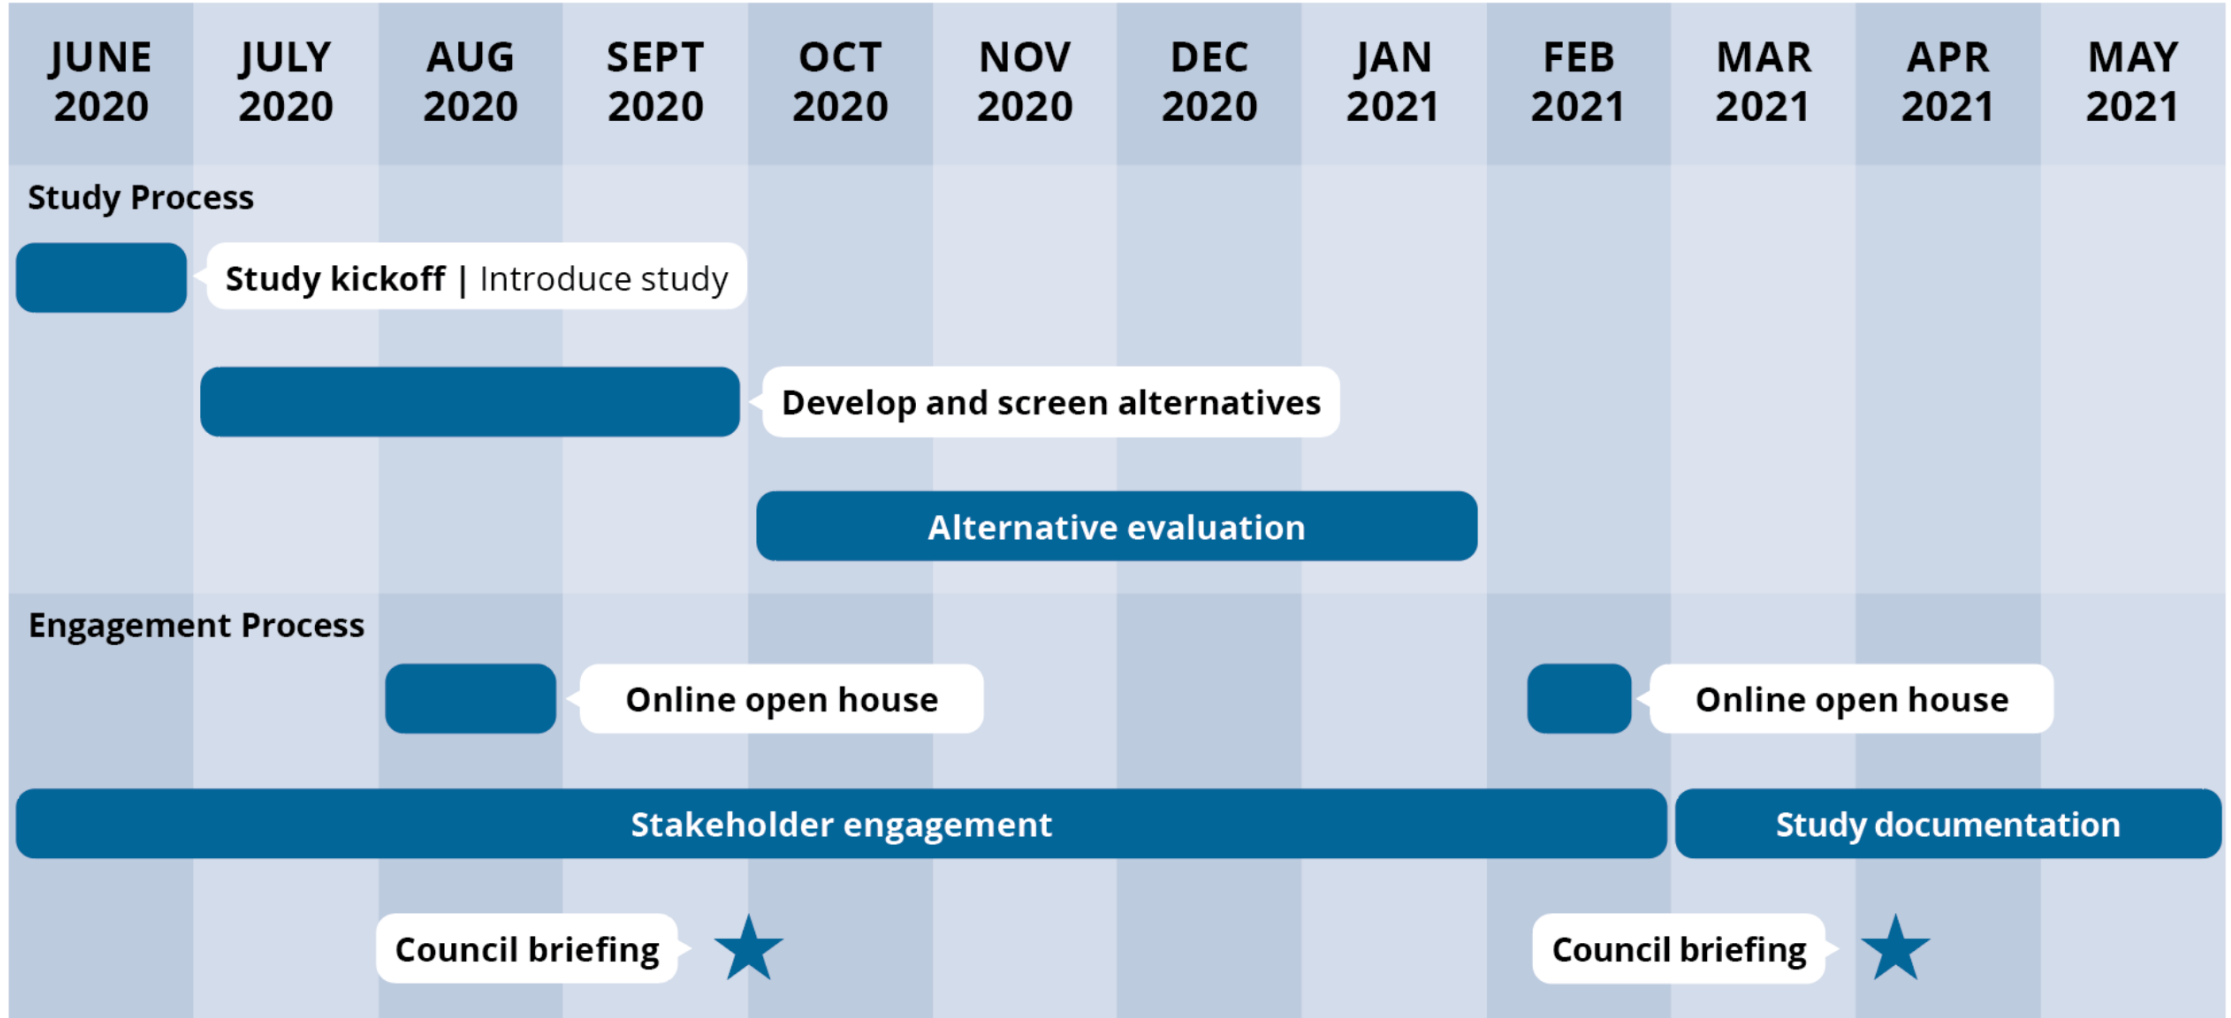 JUNE 2020
JULY 2020
AUG 2020
SEPT 2020
OCT 2020
NOV 2020
DEC 2020
JAN 2021
FEB 2021
MAR 2021
APR 2021
MAY 2021
Study Process
Study kickoff | Introduce study
Develop and screen alternatives
Alternative evaluation
Engagement Process
Online open house
Online open house
Stakeholder engagement
Study documentation
Council briefing
Council briefing